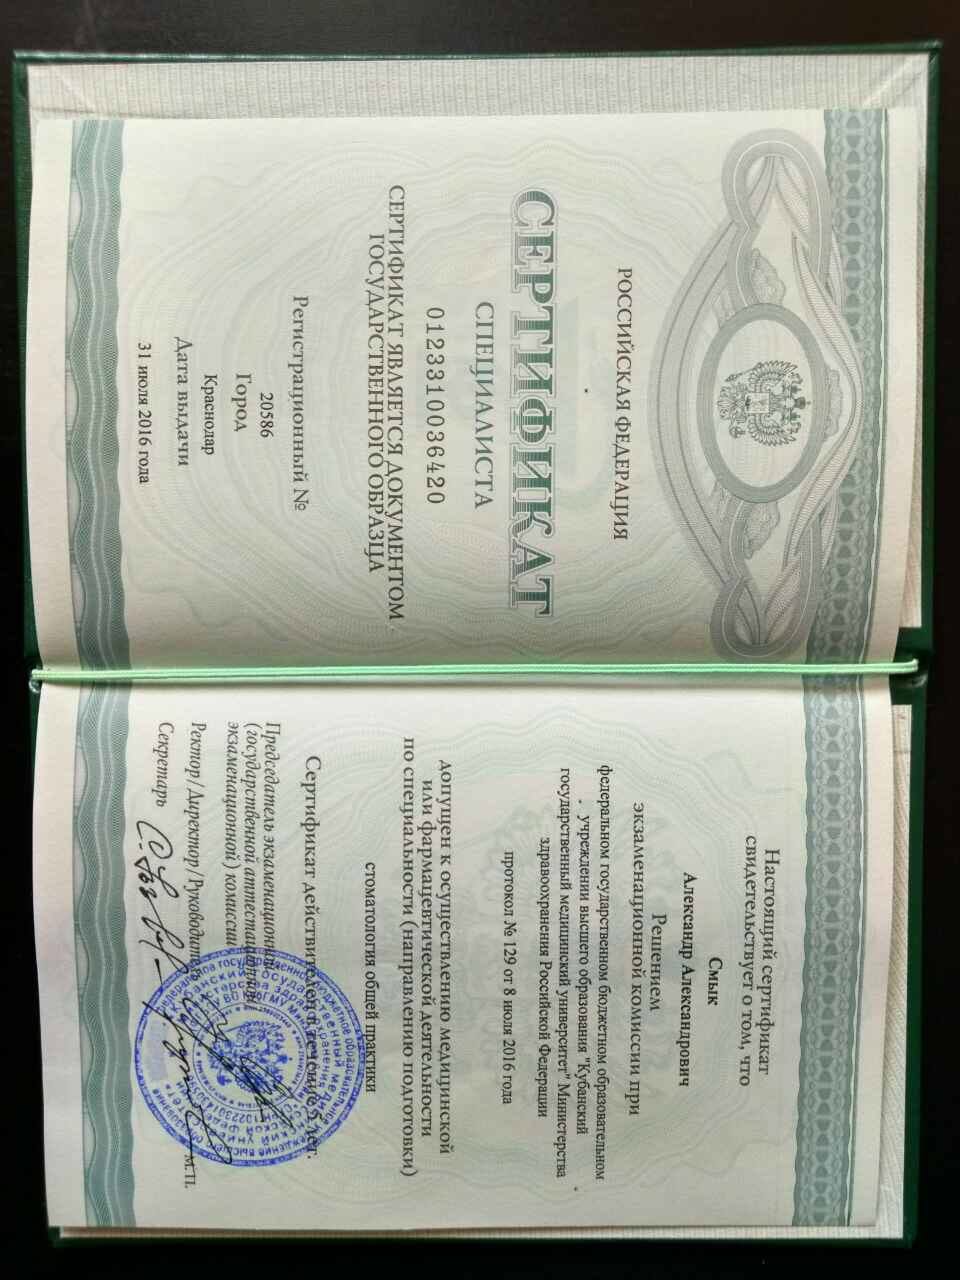 РОССИЙСКАЯ ФЕДЕРАЦИЯ
СЕРТИФИКАТ
СПЕЦИАЛИСТА
0123310036420
СЕРТИФИКАТ ЯВЛЯЕТСЯ ДОКУМЕНТОМ
ГОСУДАРСТВЕННОГО ОБРАЗЦА
Регистрационный №
20586
Город
Краснодар
Дата выдачи
31 июля 2016 года
Настоящий сертификат
свидетельствует о том, что
Смык
Александр Александрович
Решением
экзаменационной комиссии при
федеральном государственном бюджетном образовательном
учреждении высшего образования "Кубанский
государственный медицинский университет" Министерства
здравоохранения Российской Федерации
протокол № 129 от 8 июля 2016 года
допущен к осуществлению медицинской
или фармацевтической деятельности
по специальности (направлению подготовки)
стоматология общей практики
Сертификат действителен в течение 5 лет.
Председатель экзаменационной
(государственной аттестационной,
экзаменационной) комиссии
Ректор/Директор/Руководитель
М.П.
Секретарь